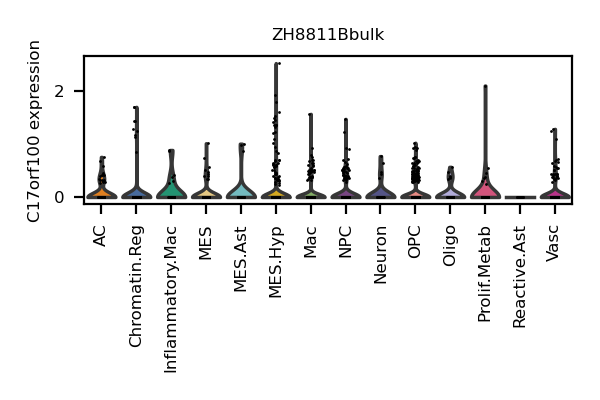 ZH8811Bbulk
C17orf100 expression
2
0
AC
Chromatin.Reg
Inflammatory.Mac
MES
MES.Ast
MES.Hyp
Mac
NPC
Neuron
OPC
Oligo
Prolif.Metab
Reactive.Ast
Vasc